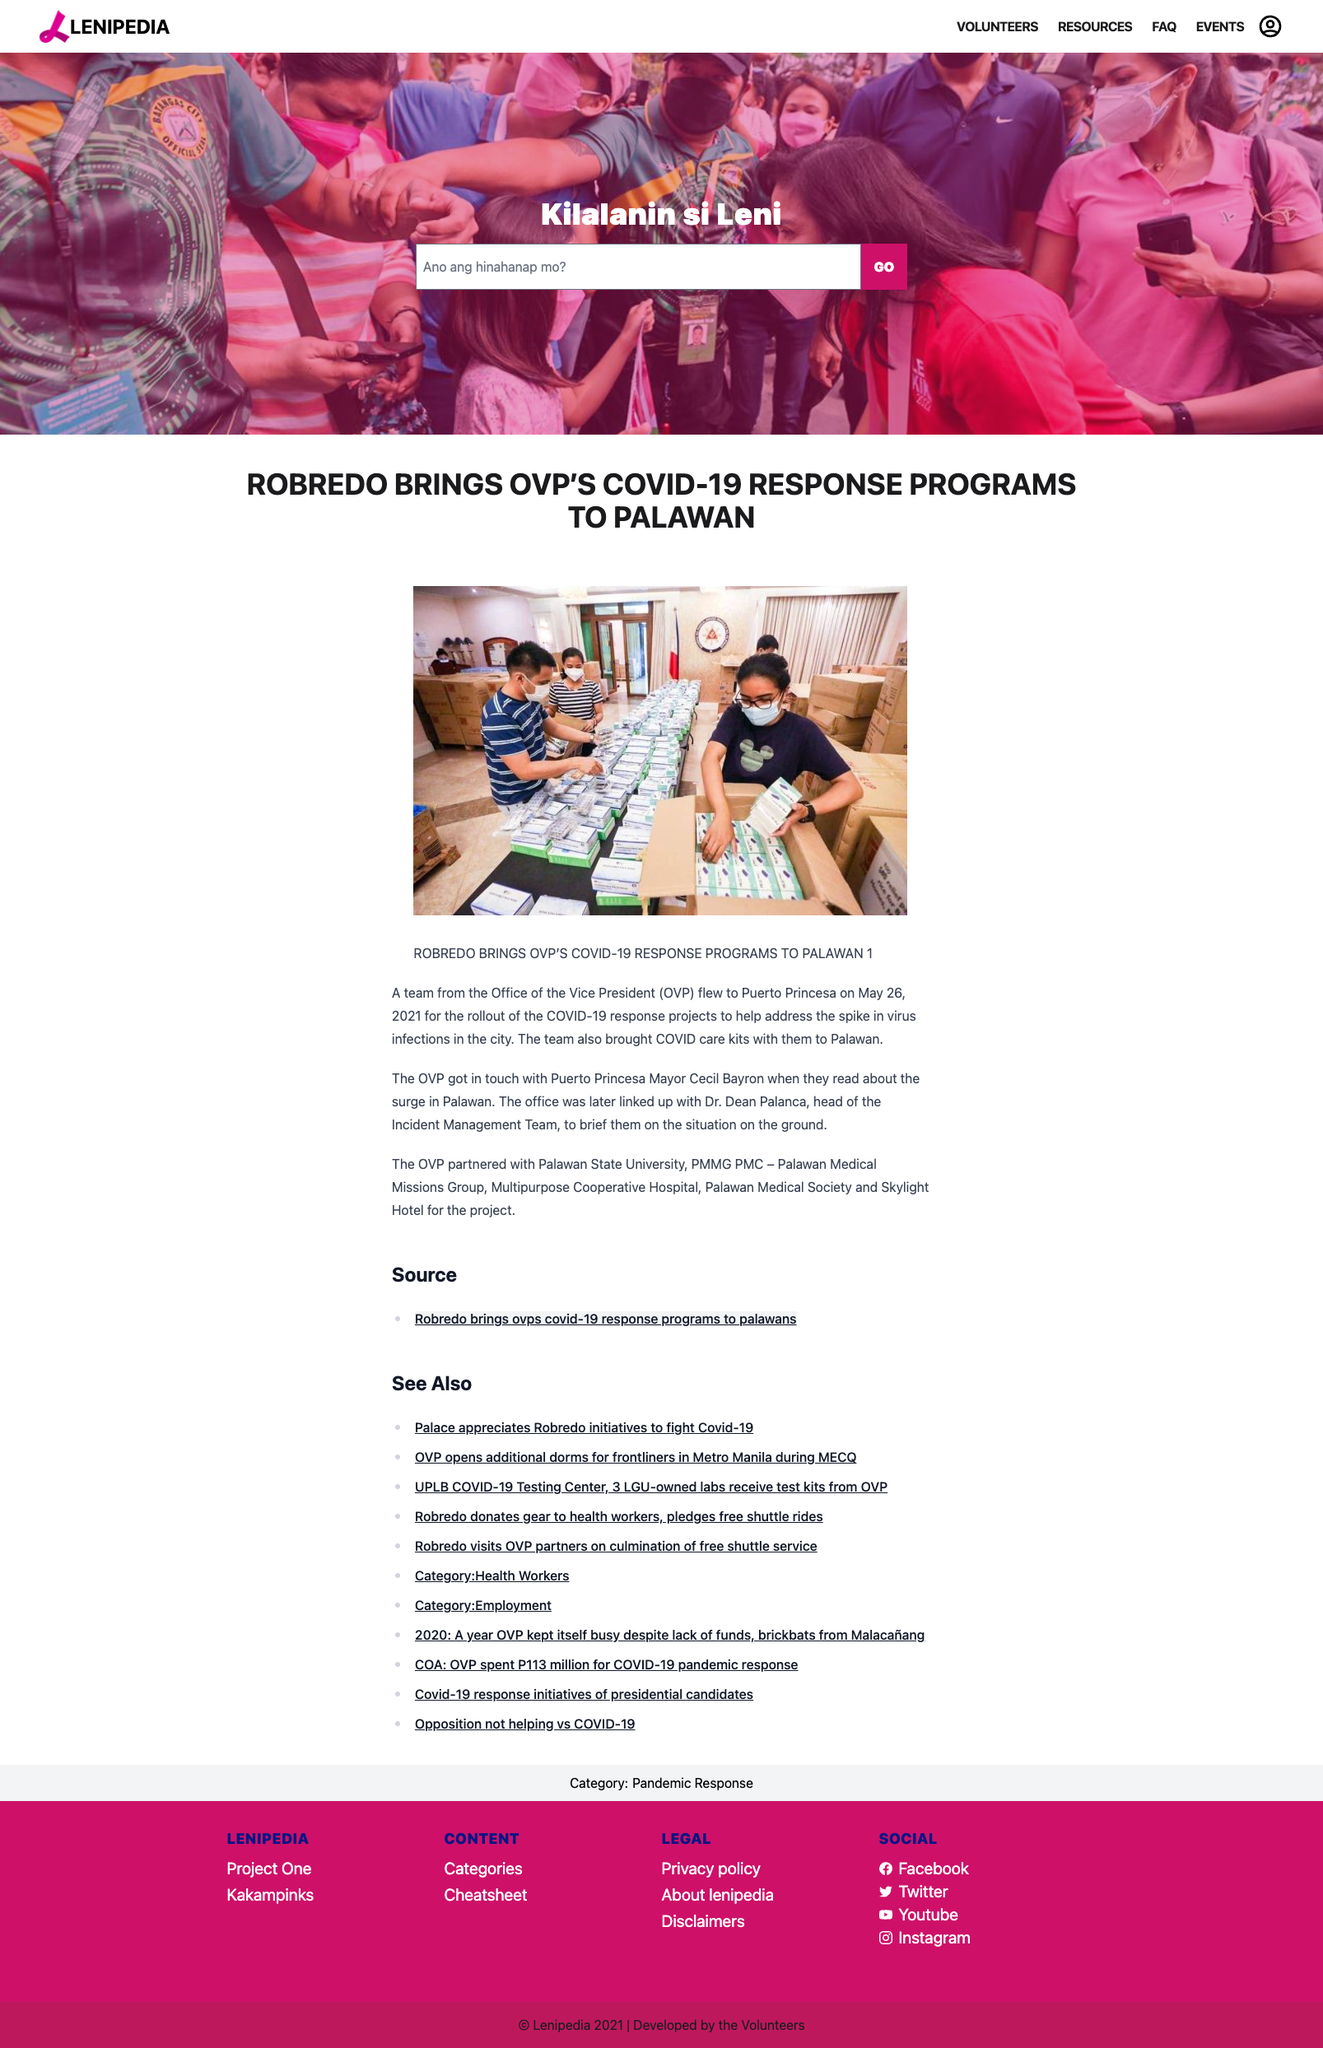 LENIPEDIA
VOLUNTEERS RESOURCES FAQ EVENTS
BATANGAS CITY
OFFICIAL SEAL
Kilalanin si Leni
Ano ang hinahanap mo? GO
ROBREDO BRINGS OVP’S COVID-19 RESPONSE PROGRAMS
TO PALAWAN
ROBREDO BRINGS OVP’S COVID-19 RESPONSE PROGRAMS TO PALAWAN 1
A team from the Office of the Vice President (OVP) flew to Puerto Princesa on May 26,
2021 for the rollout of the COVID-19 response projects to help address the spike in virus
infections in the city. The team also brought COVID care kits with them to Palawan.
The OVP got in touch with Puerto Princesa Mayor Cecil Bayron when they read about the
surge in Palawan. The office was later linked up with Dr. Dean Palanca, head of the
Incident Management Team, to brief them on the situation on the ground.
The OVP partnered with Palawan State University, PMMG PMC – Palawan Medical
Missions Group, Multipurpose Cooperative Hospital, Palawan Medical Society and Skylight
Hotel for the project.
Source
Robredo brings ovps covid-19 response programs to palawans
See Also
Palace appreciates Robredo initiatives to fight Covid-19
OVP opens additional dorms for frontliners in Metro Manila during MECQ
UPLB COVID-19 Testing Center, 3 LGU-owned labs receive test kits from OVP
Robredo donates gear to health workers, pledges free shuttle rides
Robredo visits OVP partners on culmination of free shuttle service
Category:Health Workers
Category:Employment
2020: A year OVP kept itself busy despite lack of funds, brickbats from Malacañang
COA: OVP spent P113 million for COVID-19 pandemic response
Covid-19 response initiatives of presidential candidates
Opposition not helping vs COVID-19
Category: Pandemic Response
LENIPEDIA
Project One
Kakampinks
CONTENT
Categories
Cheatsheet
LEGAL
Privacy policy
About lenipedia
Disclaimers
SOCIAL
Facebook
Twitter
Youtube
Instagram
© Lenipedia 2021 | Developed by the Volunteers